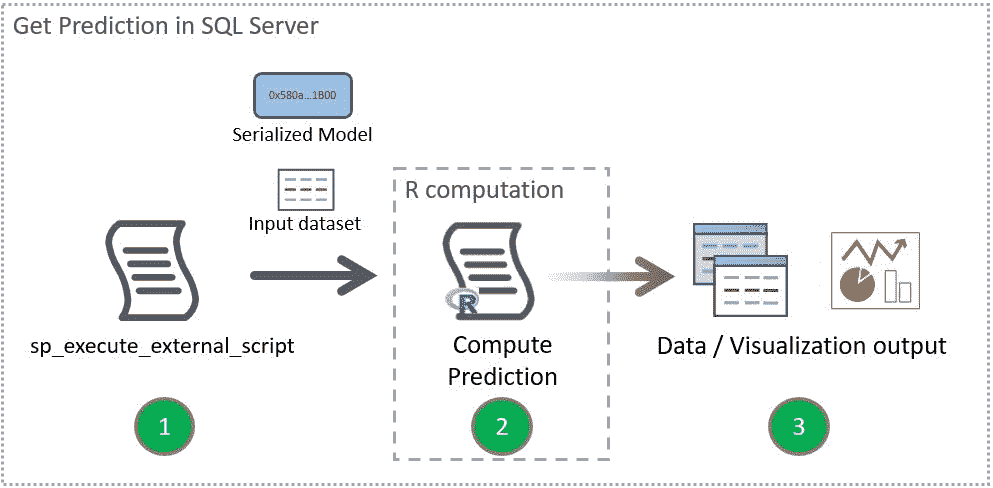 Get Prediction in SQL Server
0x580a...1B00
Serialized Model
Input dataset
sp_execute_external_script
R computation
R
Compute
Prediction
Data / Visualization output
1
2
3